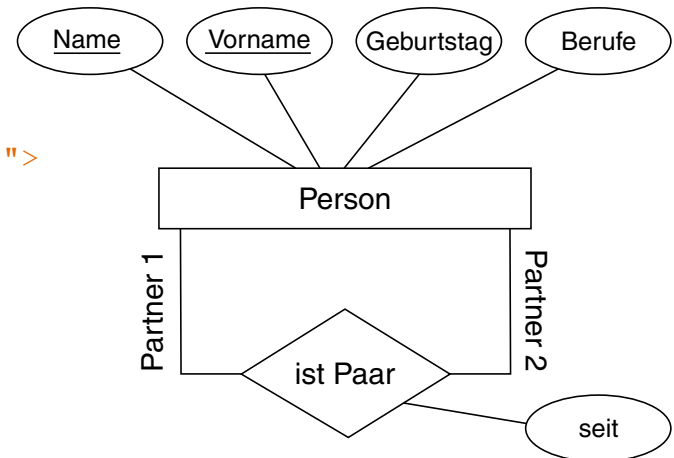 Name
Vorname
Geburtstag
Berufe
">
Person
Partner 1
Partner 2
ist Paar
seit